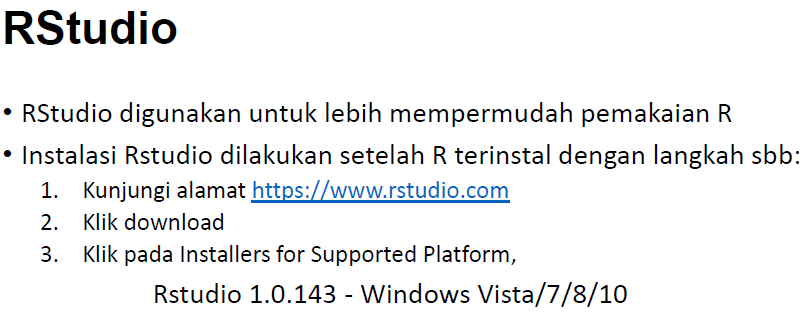 RStudio
• RStudio digunakan untuk lebih mempermudah pemakaian R
• Instalasi Rstudio dilakukan setelah R terinstal dengan langkah sbb:
1. Kunjungi alamat https://www.rstudio.com
2. Klik download
3. Klik pada Installers for Supported Platform,
Rstudio 1.0.143 - Windows Vista/7/8/10